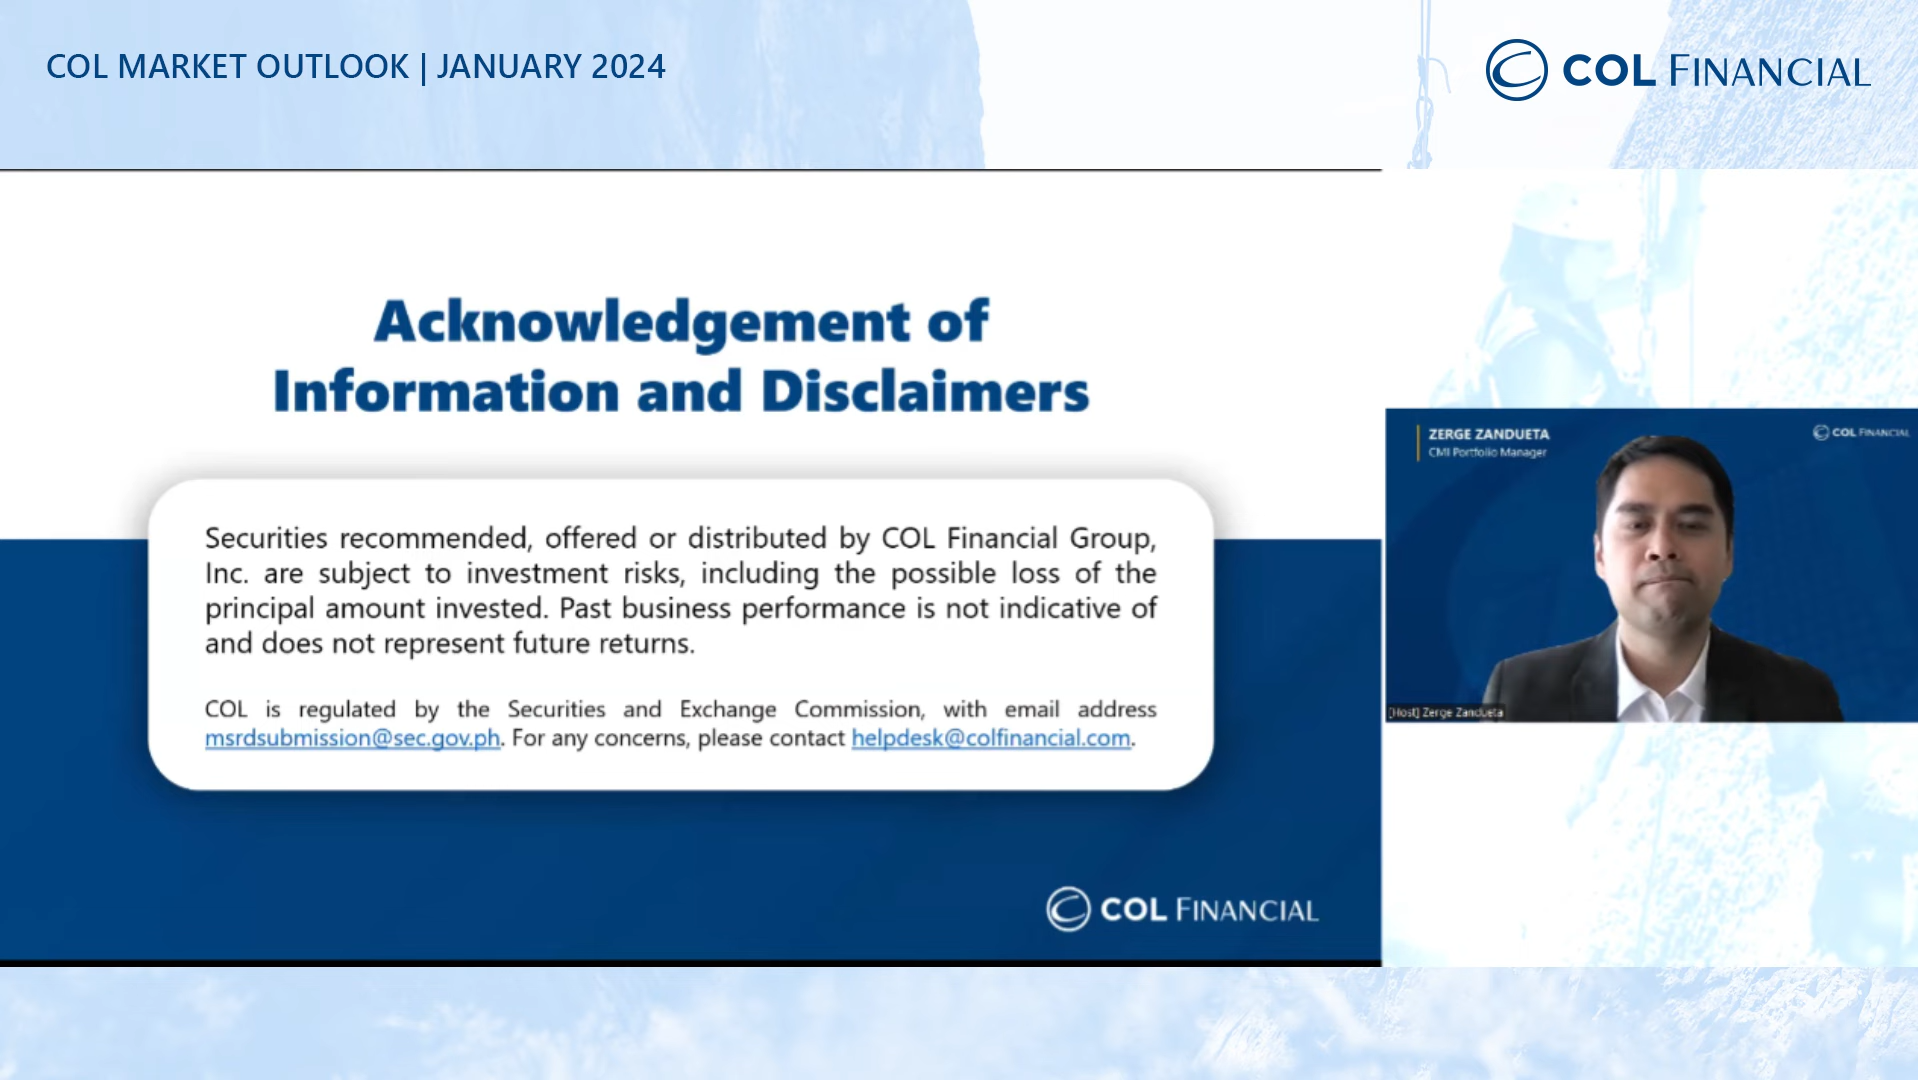 COL MARKET OUTLOOK | JANUARY 2024
COL FINANCIAL
Acknowledgement of
Information and Disclaimers
Securities recommended, offered or distributed by COL Financial Group,
Inc. are subject to investment risks, including the possible loss of the
principal amount invested. Past business performance is not indicative of
and does not represent future returns.
COL is regulated by the Securities and Exchange Commission, with email address
msrdsubmission@sec.gov.ph. For any concerns, please contact helpdesk@colfinancial.com.
COL FINANCIAL
ZERGE ZANDUETA
CMI Portfolio Manager
COL FINANCIAL
[Host] Zerge Zandueta